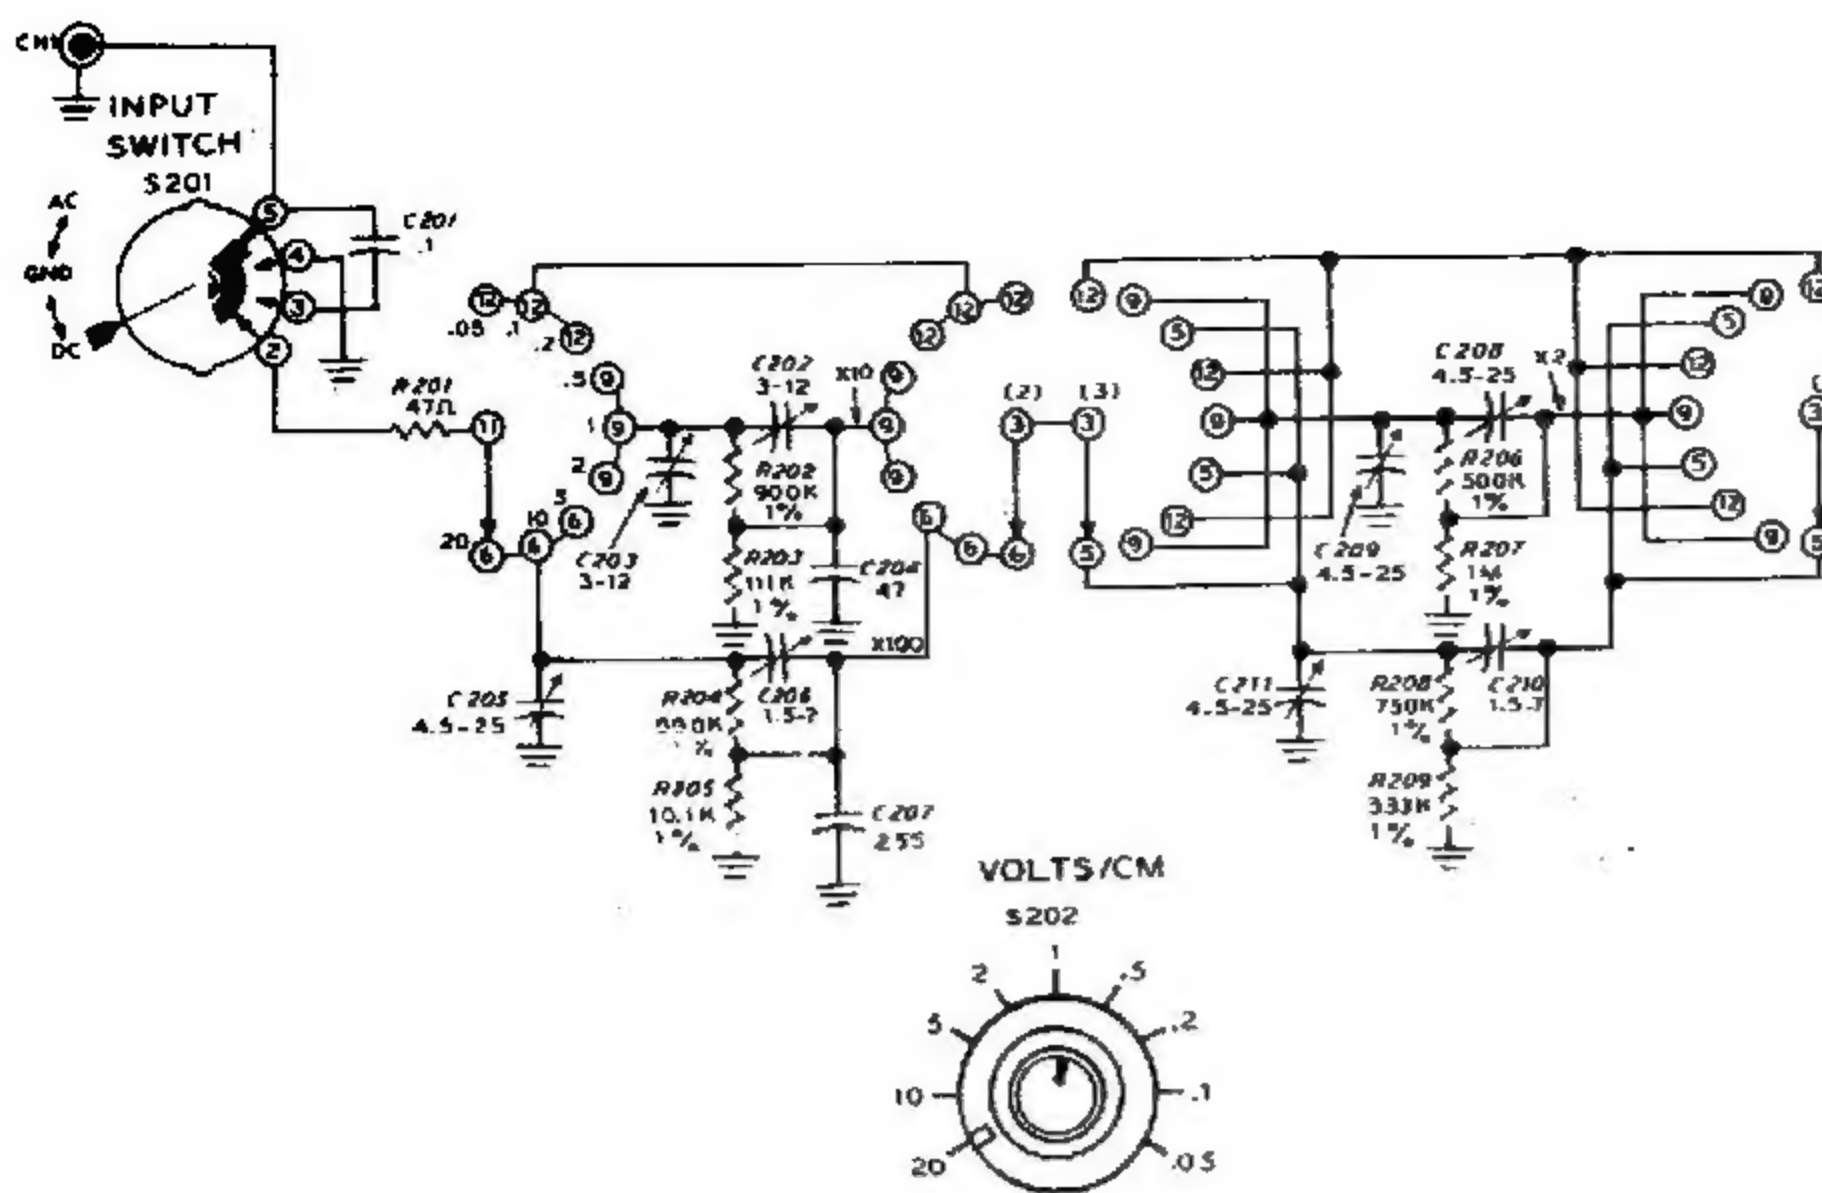 CH1
INPUT
SWITCH
S201
AC
GND
DC
5
4
3
2
C201
.1
R201
47Ω
11
12
12
12
.05
.1
.2
.5
9
1
9
2
9
5
6
10
6
20
6
C202
3-12
X10
R202
900K
1%
C203
3-12
R203
111K
1%
C204
47
X100
C205
4.5-25
R204
1%
C206
R205
10.1K
1%
C207
255
12
12
12
9
9
9
6
6
6
(2)
3
(3)
3
5
12
9
5
12
9
5
12
9
C208
4.5-25
X2
R206
500K
1%
C209
4.5-25
R207
1M
1%
C211
4.5-25
R208
750K
1%
C210
1.5-7
R209
333K
1%
9
5
12
9
5
12
9
12
3
5
VOLTS/CM
S202
1
.5
.2
.1
.05
2
5
10
20